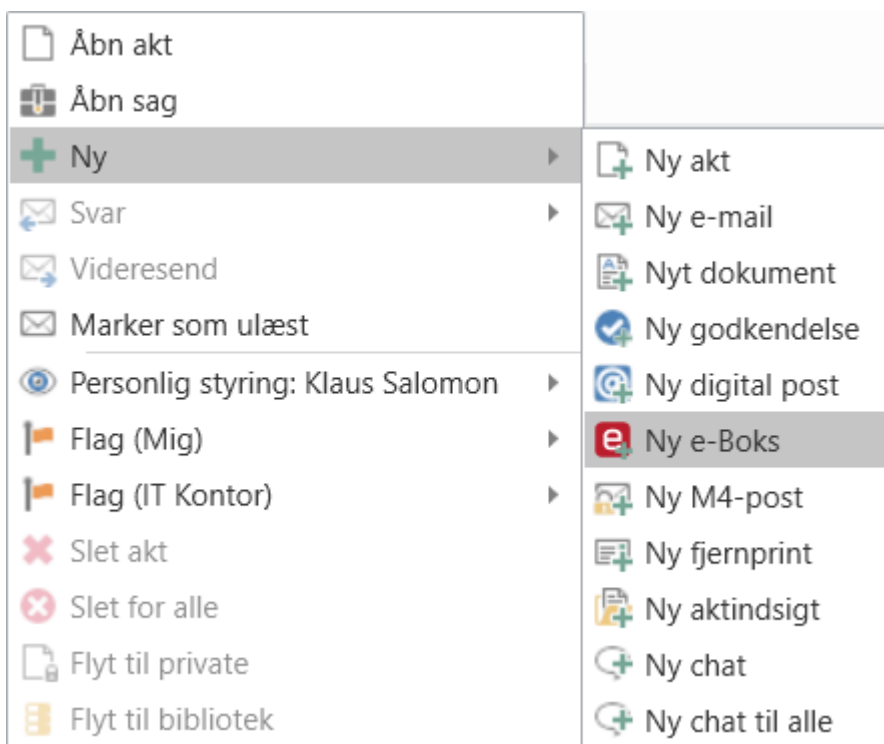 Åbn akt
Åbn sag
Ny
Svar
Videresend
Marker som ulæst
Personlig styring: Klaus Salomon
Flag (Mig)
Flag (IT Kontor)
Slet akt
Slet for alle
Flyt til private
Flyt til bibliotek
Ny akt
Ny e-mail
Nyt dokument
Ny godkendelse
Ny digital post
Ny e-Boks
Ny M4-post
Ny fjernprint
Ny aktindsigt
Ny chat
Ny chat til alle